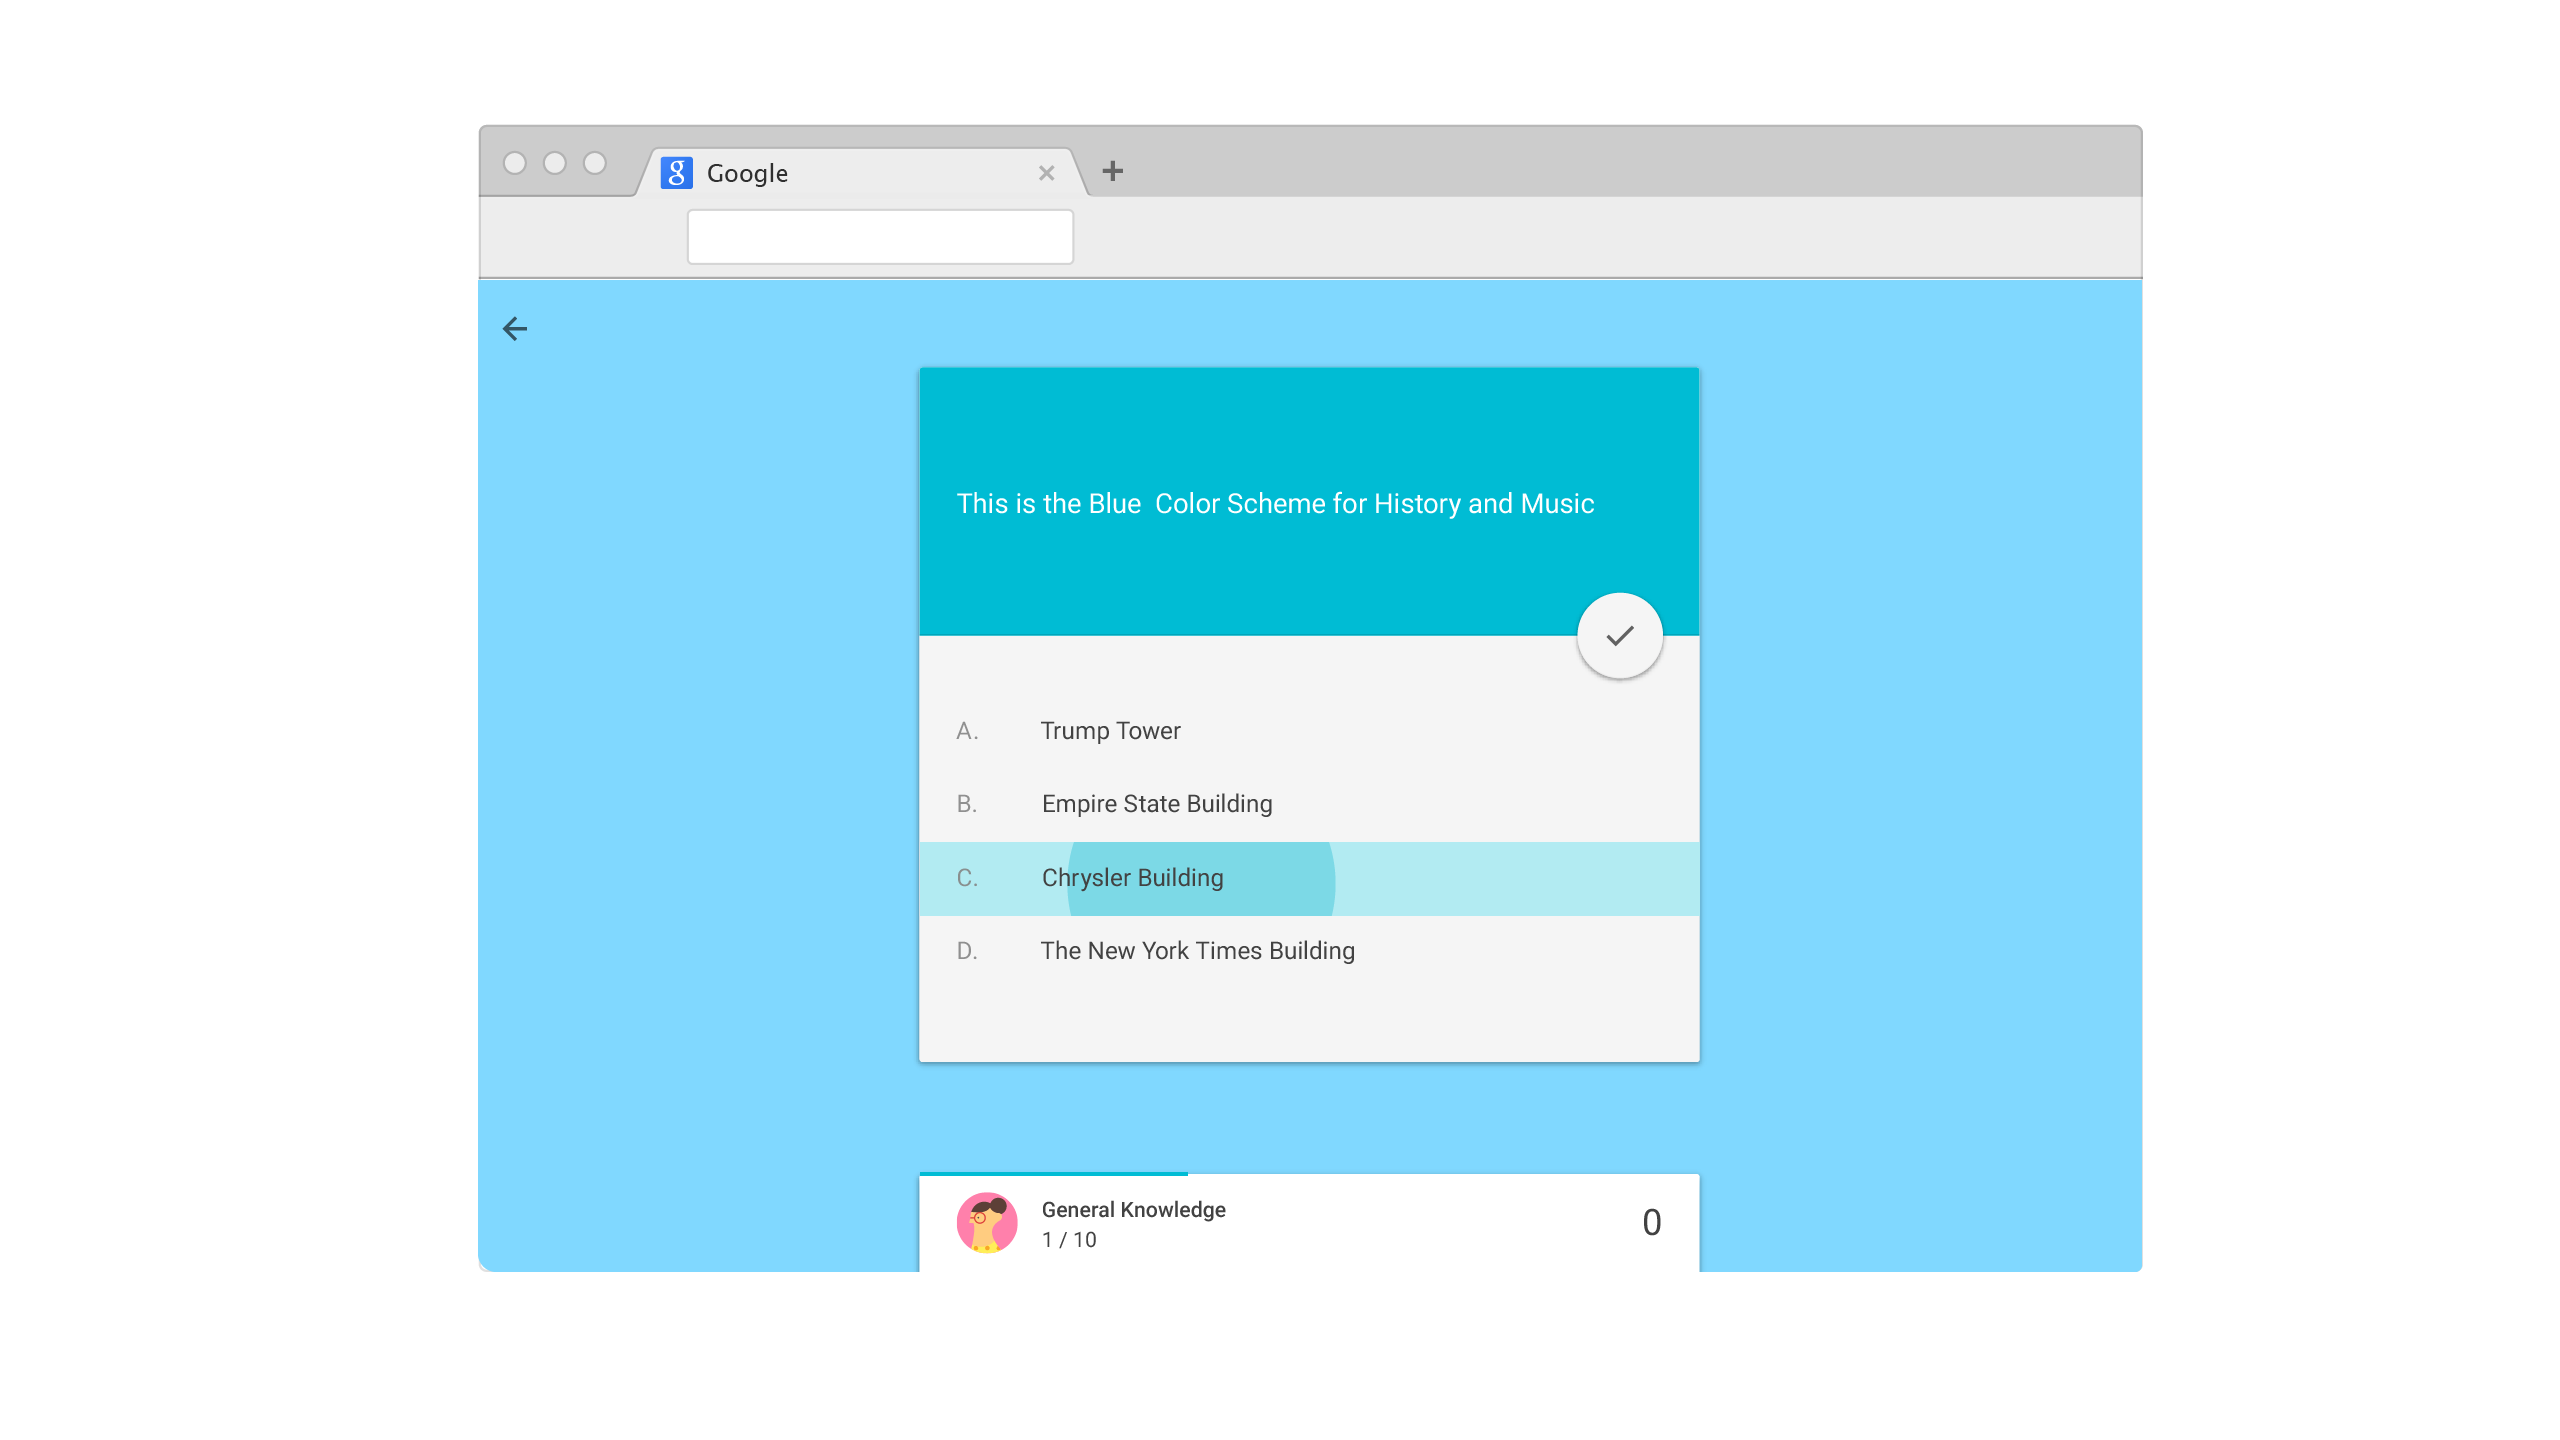 g Google
This is the Blue  Color Scheme for History and Music
A. Trump Tower
B. Empire State Building
C. Chrysler Building
D. The New York Times Building
General Knowledge
1 / 10
0